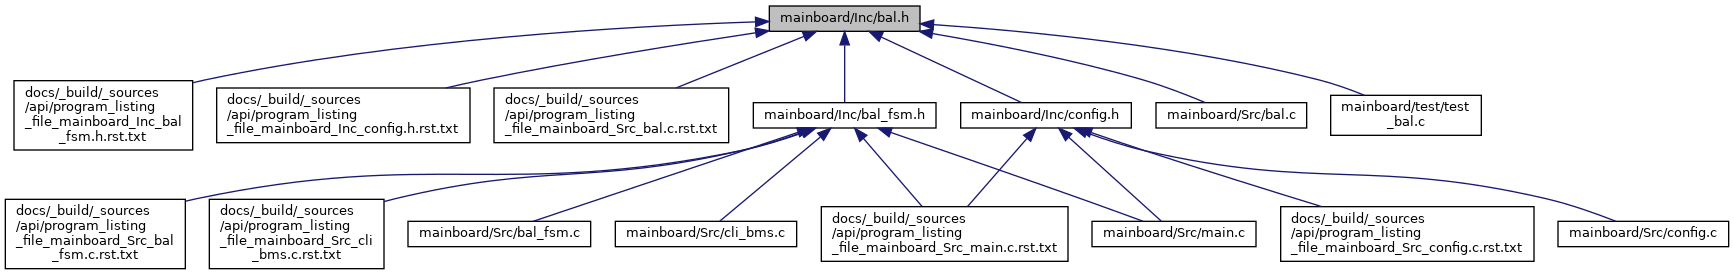 mainboard/Inc/bal.h
docs/_build/_sources
/api/program_listing
_file_mainboard_Inc_bal
_fsm.h.rst.txt
docs/_build/_sources
/api/program_listing
_file_mainboard_Inc_config.h.rst.txt
docs/_build/_sources
/api/program_listing
_file_mainboard_Src_bal.c.rst.txt
mainboard/Inc/bal_fsm.h
mainboard/Inc/config.h
mainboard/Src/bal.c
mainboard/test/test
_bal.c
docs/_build/_sources
/api/program_listing
_file_mainboard_Src_bal
_fsm.c.rst.txt
docs/_build/_sources
/api/program_listing
_file_mainboard_Src_cli
_bms.c.rst.txt
mainboard/Src/bal_fsm.c
mainboard/Src/cli_bms.c
docs/_build/_sources
/api/program_listing
_file_mainboard_Src_main.c.rst.txt
mainboard/Src/main.c
docs/_build/_sources
/api/program_listing
_file_mainboard_Src_config.c.rst.txt
mainboard/Src/config.c